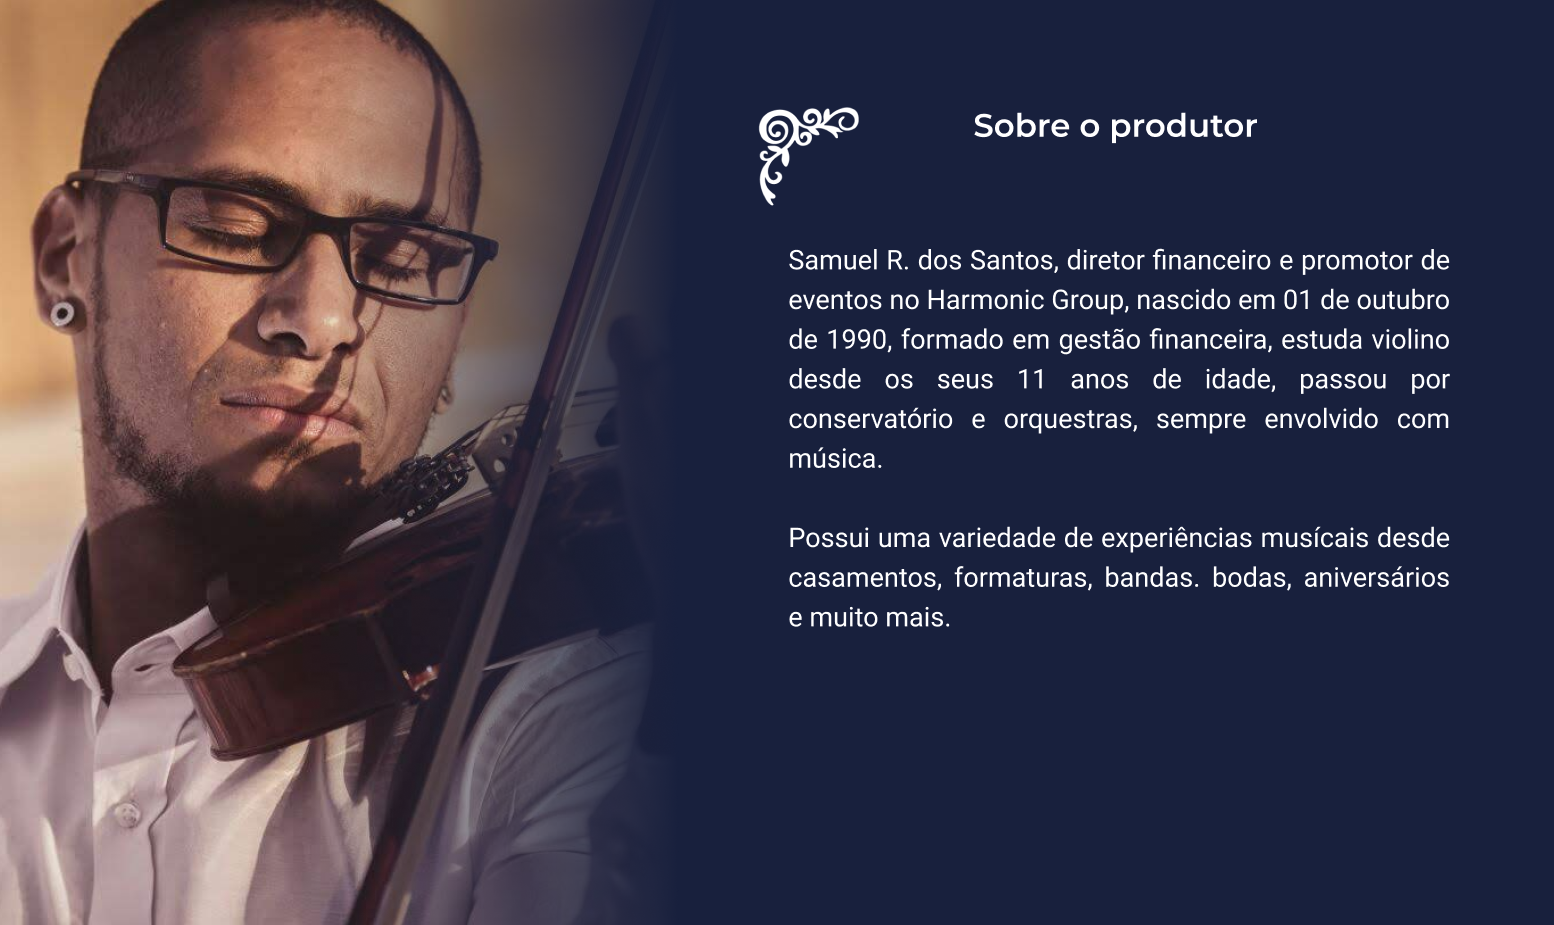 Sobre o produtor
Samuel R. dos Santos, diretor financeiro e promotor de
eventos no Harmonic Group, nascido em 01 de outubro
de 1990, formado em gestão financeira, estuda violino
desde os seus 11 anos de idade, passou por
conservatório e orquestras, sempre envolvido com
música.
Possui uma variedade de experiências musícais desde
casamentos, formaturas, bandas. bodas, aniversários
e muito mais.